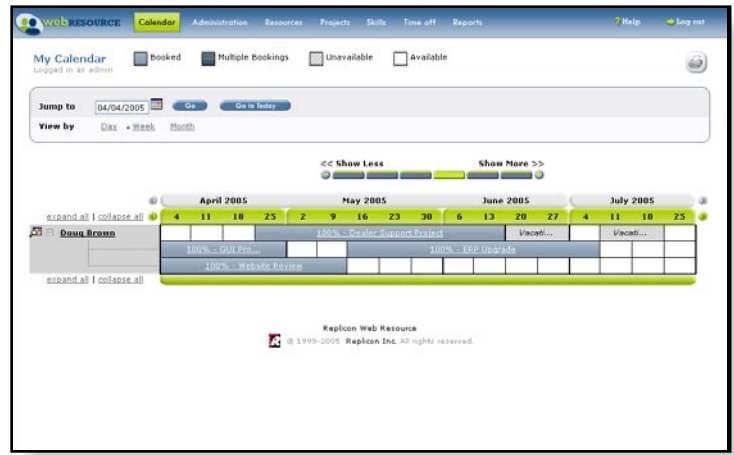 web RESOURCE Calendar Administration Resources Projects Skills Time off Reports ? Help Log out
My Calendar Booked Multiple Bookings Unavailable Available
Logged in as admin
Jump to 04/04/2005 Go Go to Today
View by Day • Week Month
<< Show Less Show More >>
April 2005 May 2005 June 2005 July 2005
expand all | collapse all 4 11 18 25 2 9 16 23 30 6 13 20 27 4 11 18 25
Doug Brown 100% - Dealer Support Project Vacati... Vacati...
100% - GUI Pro... 100% - ERP Upgrade
100% - Website Review
expand all | collapse all
Replicon Web Resource
© 1999-2005 Replicon Inc. All rights reserved.